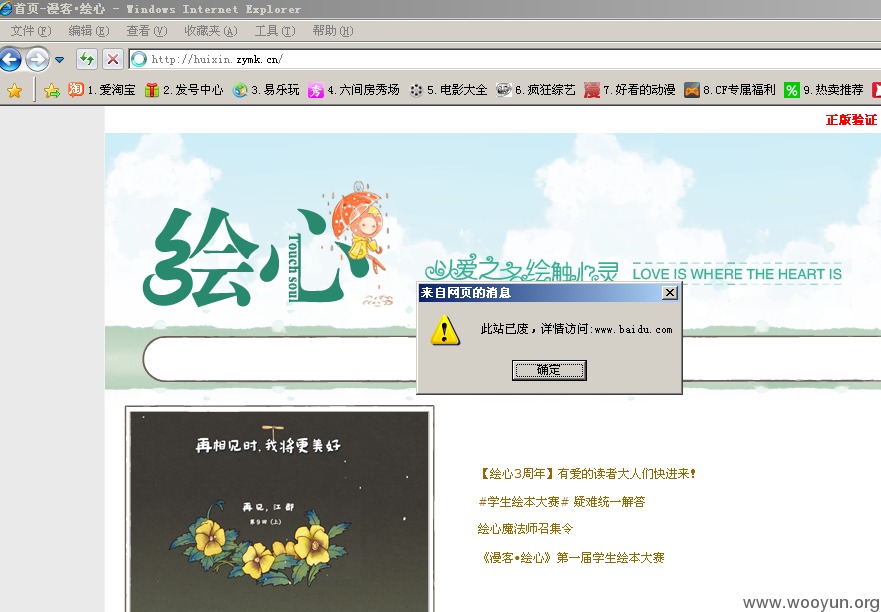 首页-漫客•绘心 - Windows Internet Explorer
文件(F) 编辑(E) 查看(V) 收藏夹(A) 工具(T) 帮助(H)
http://huixin.zymk.cn/
淘 1.爱淘宝 2.发号中心 3.易乐玩 秀 4.六间房秀场 5.电影大全 6.疯狂综艺 7.好看的动漫 8.CF专属福利 % 9.热卖推荐
正版验证
绘心
Touch soul
以爱之名绘触心灵 LOVE IS WHERE THE HEART IS
来自网页的消息
此站已废，详情访问:www.baidu.com
确定
再相见时,我将更美好
再见,江都
第9回(上)
【绘心3周年】有爱的读者大人们快进来！
#学生绘本大赛# 疑难统一解答
绘心魔法师召集令
《漫客•绘心》第一届学生绘本大赛
www.wooyun.org